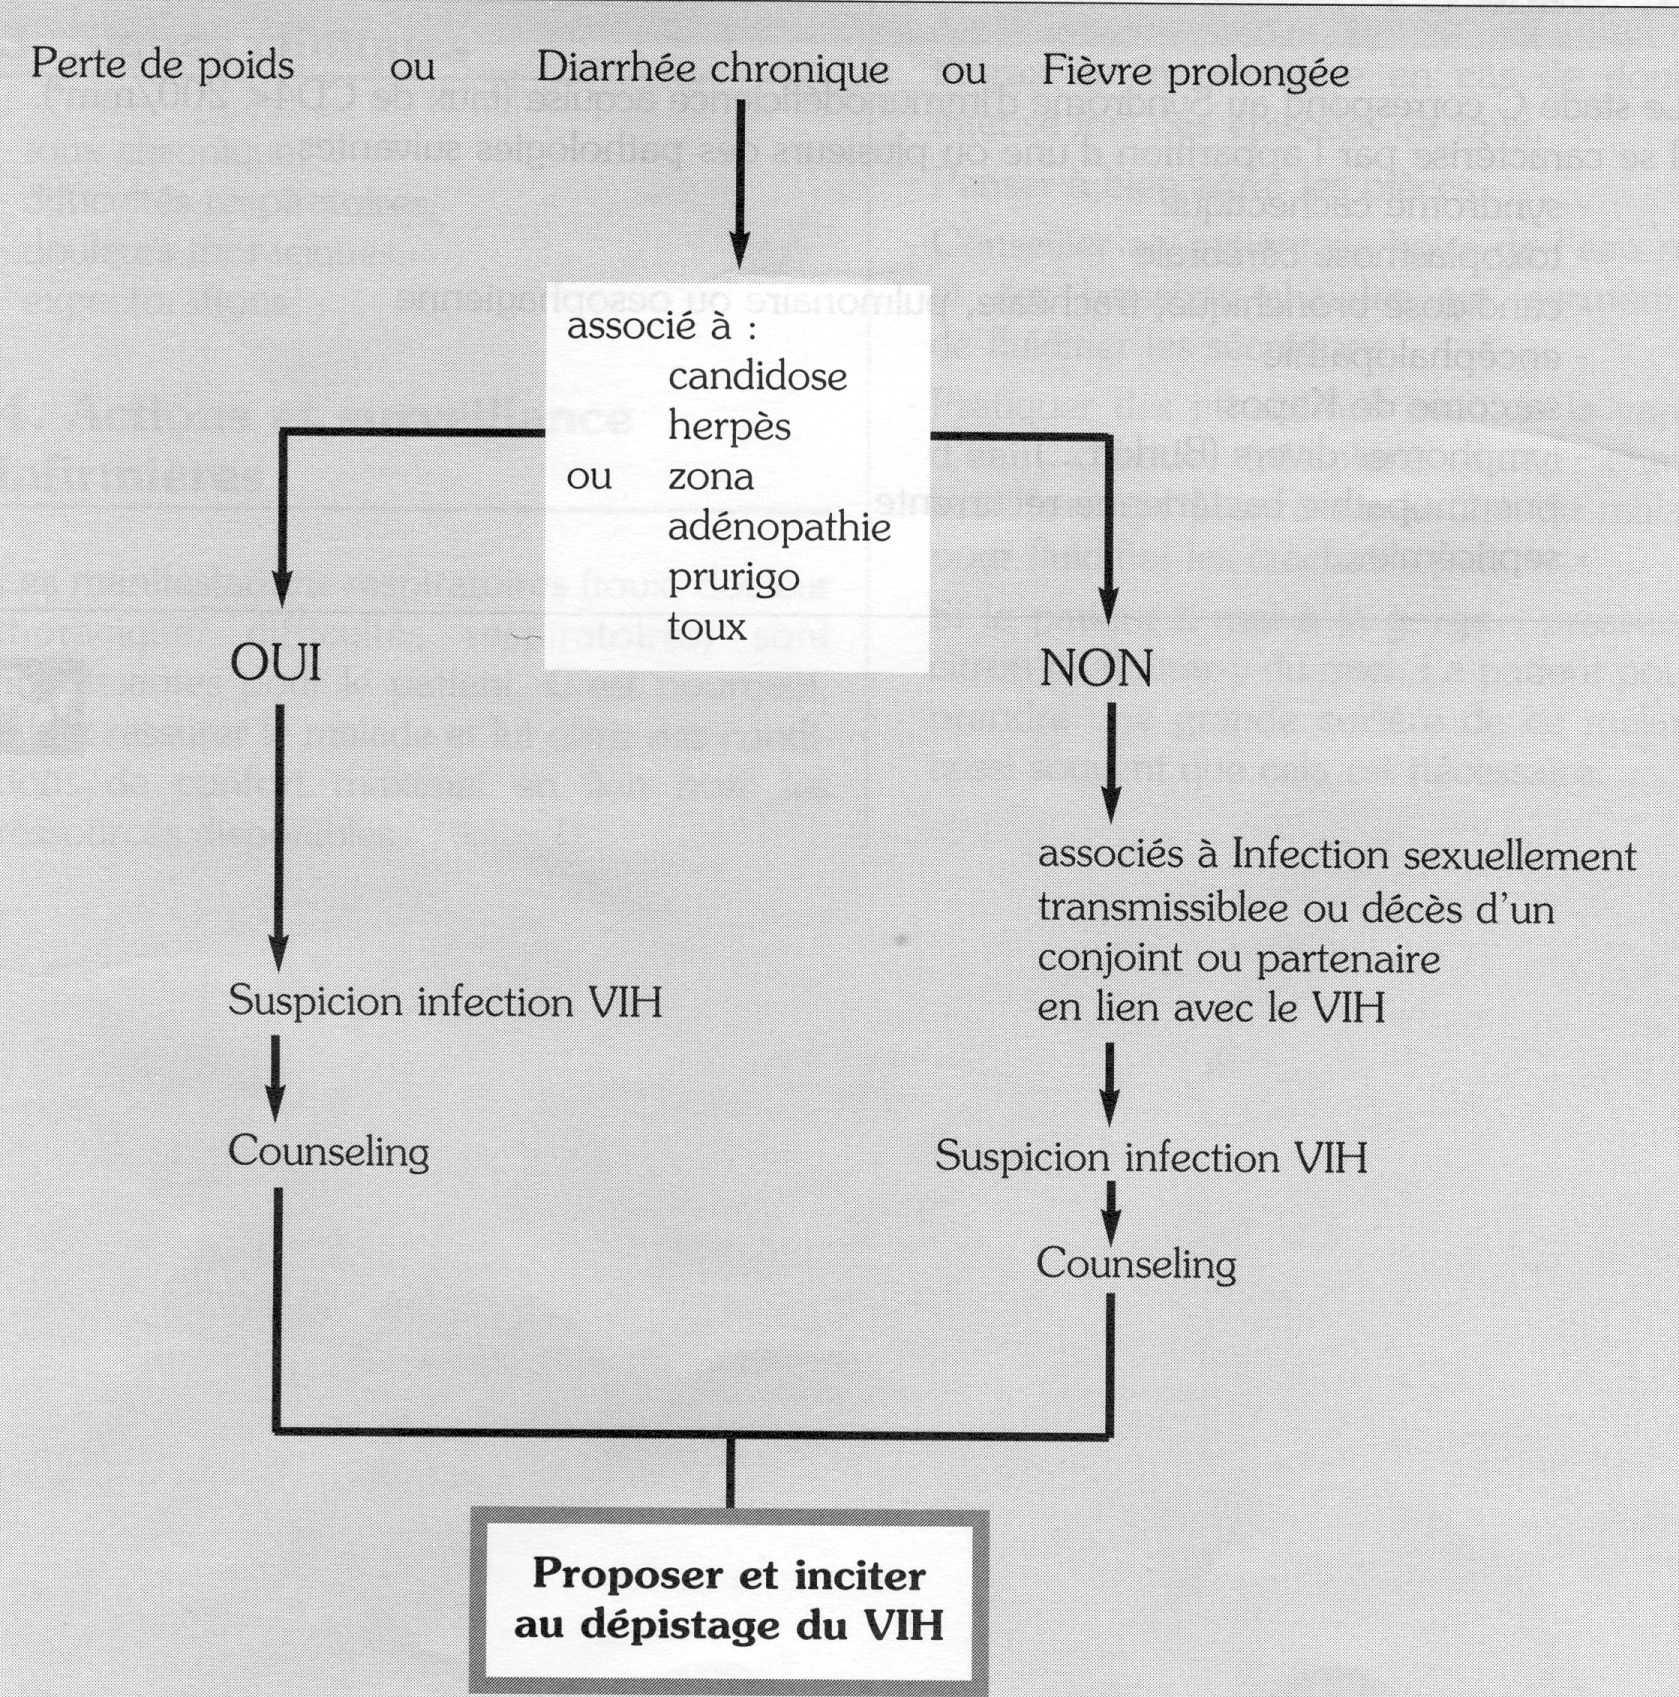 Perte de poids ou Diarrhée chronique ou Fièvre prolongée
associé à :
candidose
herpès
ou zona
adénopathie
prurigo
toux
OUI
NON
associés à Infection sexuellement
transmissiblee ou décès d'un
conjoint ou partenaire
en lien avec le VIH
Suspicion infection VIH
Counseling
Suspicion infection VIH
Counseling
Proposer et inciter
au dépistage du VIH